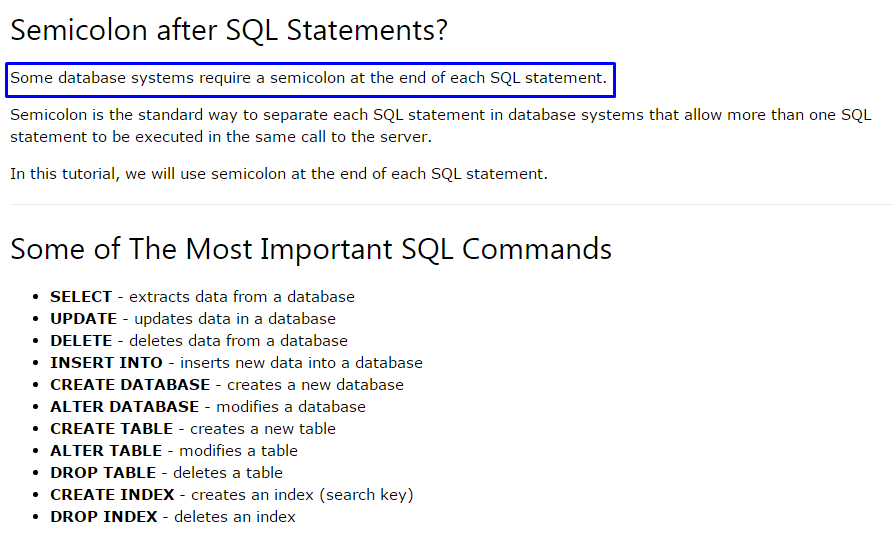 Semicolon after SQL Statements?
Some database systems require a semicolon at the end of each SQL statement.
Semicolon is the standard way to separate each SQL statement in database systems that allow more than one SQL
statement to be executed in the same call to the server.
In this tutorial, we will use semicolon at the end of each SQL statement.
Some of The Most Important SQL Commands
• SELECT - extracts data from a database
• UPDATE - updates data in a database
• DELETE - deletes data from a database
• INSERT INTO - inserts new data into a database
• CREATE DATABASE - creates a new database
• ALTER DATABASE - modifies a database
• CREATE TABLE - creates a new table
• ALTER TABLE - modifies a table
• DROP TABLE - deletes a table
• CREATE INDEX - creates an index (search key)
• DROP INDEX - deletes an index